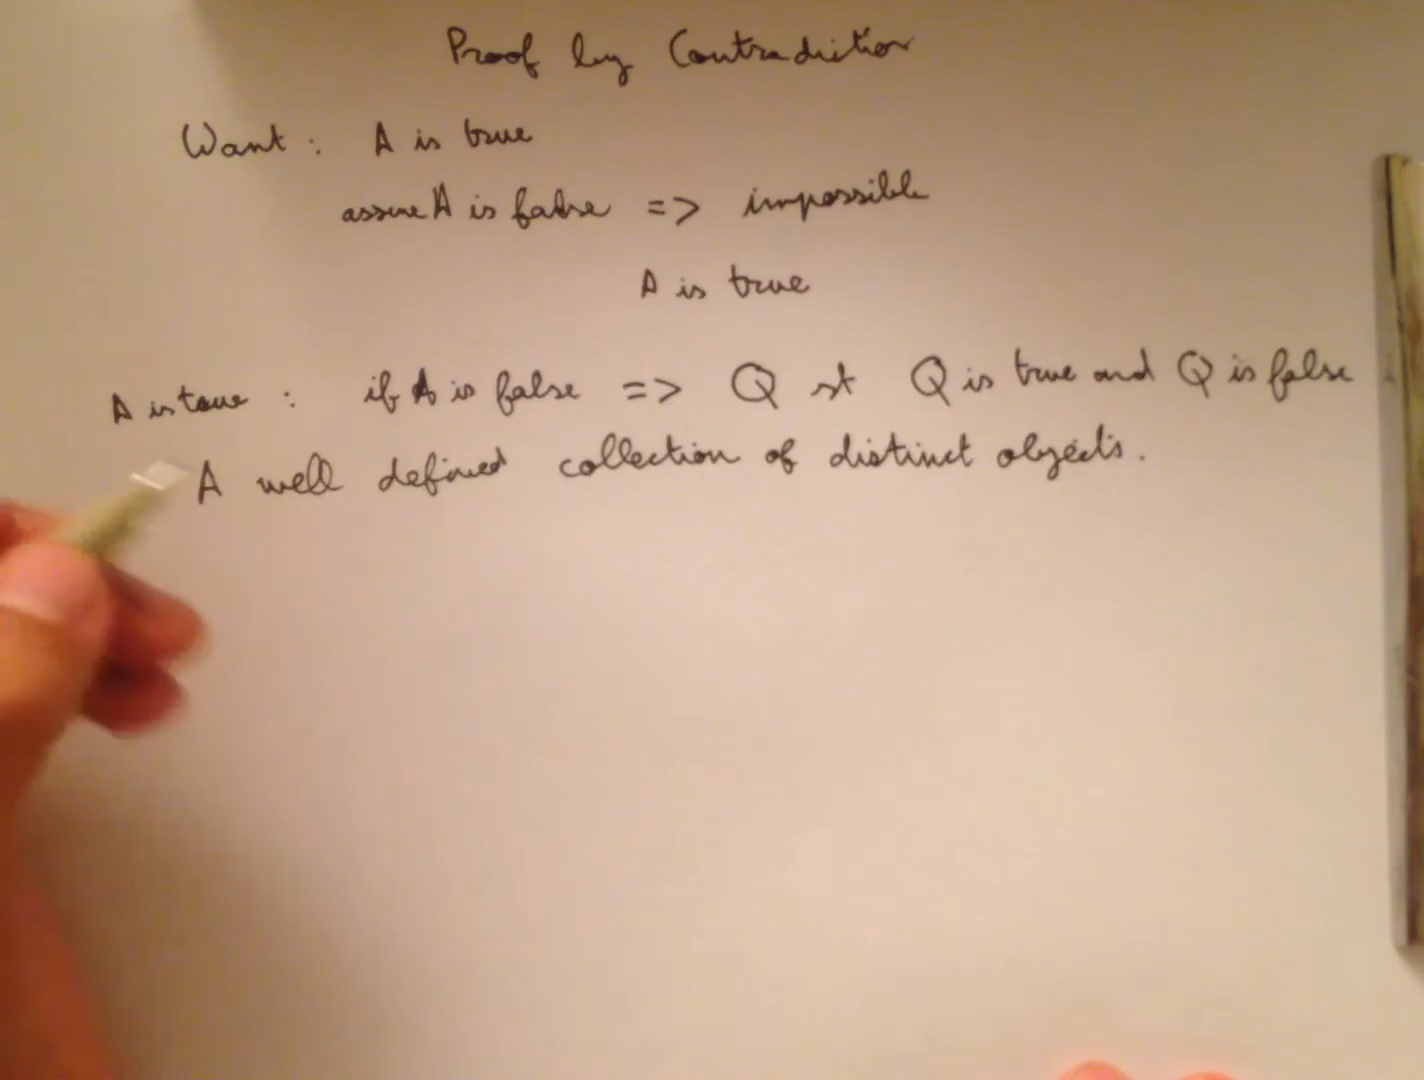 Proof by Contradiction
Want : A is true
assume A is false => impossible
A is true
A is true : if A is false => Q st Q is true and Q is false
A well defined collection of distinct objects.